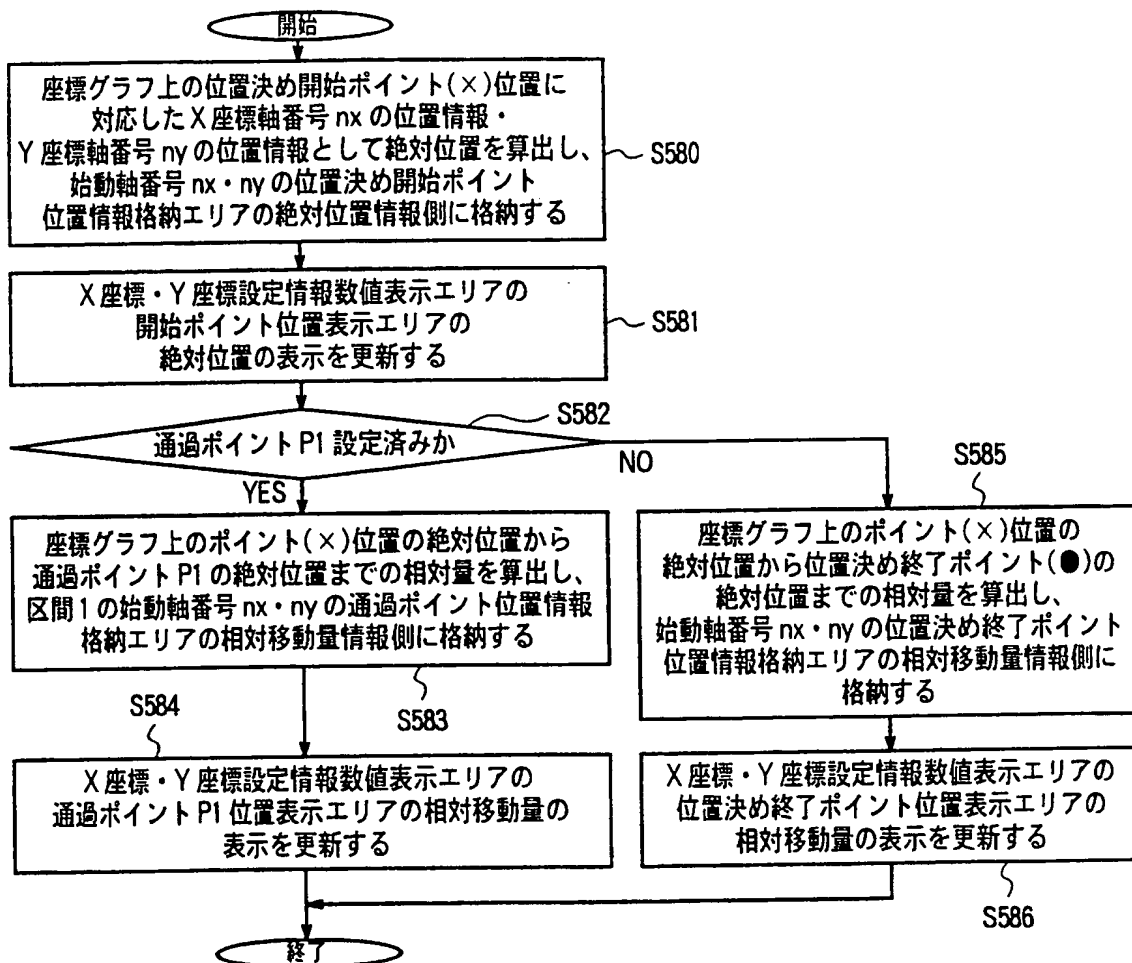 開始
座標グラフ上の位置決め開始ポイント(×)位置に
対応したX座標軸番号nxの位置情報・
Y座標軸番号nyの位置情報として絶対位置を算出し、
始動軸番号nx・nyの位置決め開始ポイント
位置情報格納エリアの絶対位置情報側に格納する
S580
X座標・Y座標設定情報数値表示エリアの
開始ポイント位置表示エリアの
絶対位置の表示を更新する
S581
通過ポイントP1設定済みか
S582
YES
NO
座標グラフ上のポイント(×)位置の絶対位置から
通過ポイントP1の絶対位置までの相対量を算出し、
区間1の始動軸番号nx・nyの通過ポイント位置情報
格納エリアの相対移動量情報側に格納する
S583
S584
X座標・Y座標設定情報数値表示エリアの
通過ポイントP1位置表示エリアの相対移動量の
表示を更新する
S585
座標グラフ上のポイント(×)位置の
絶対位置から位置決め終了ポイント(●)の
絶対位置までの相対量を算出し、
始動軸番号nx・nyの位置決め終了ポイント
位置情報格納エリアの相対移動量情報側に
格納する
X座標・Y座標設定情報数値表示エリアの
位置決め終了ポイント位置表示エリアの
相対移動量の表示を更新する
S586
終了